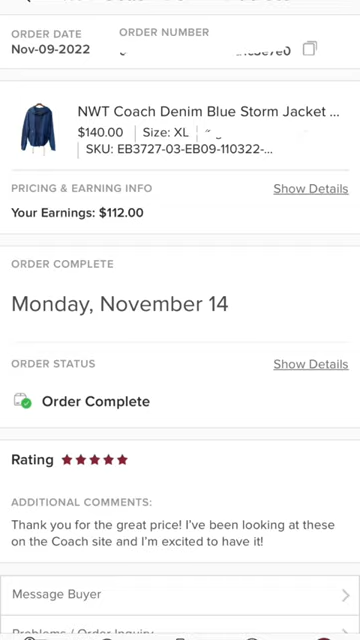 ORDER DATE
ORDER NUMBER
Nov-09-2022
NWT Coach Denim Blue Storm Jacket ...
$140.00 | Size: XL |
| SKU: EB3727-03-EB09-110322-...
PRICING & EARNING INFO
Show Details
Your Earnings: $112.00
ORDER COMPLETE
Monday, November 14
ORDER STATUS
Show Details
Order Complete
Rating
ADDITIONAL COMMENTS:
Thank you for the great price! I've been looking at these
on the Coach site and I'm excited to have it!
Message Buyer
Problems / Order Inquiry